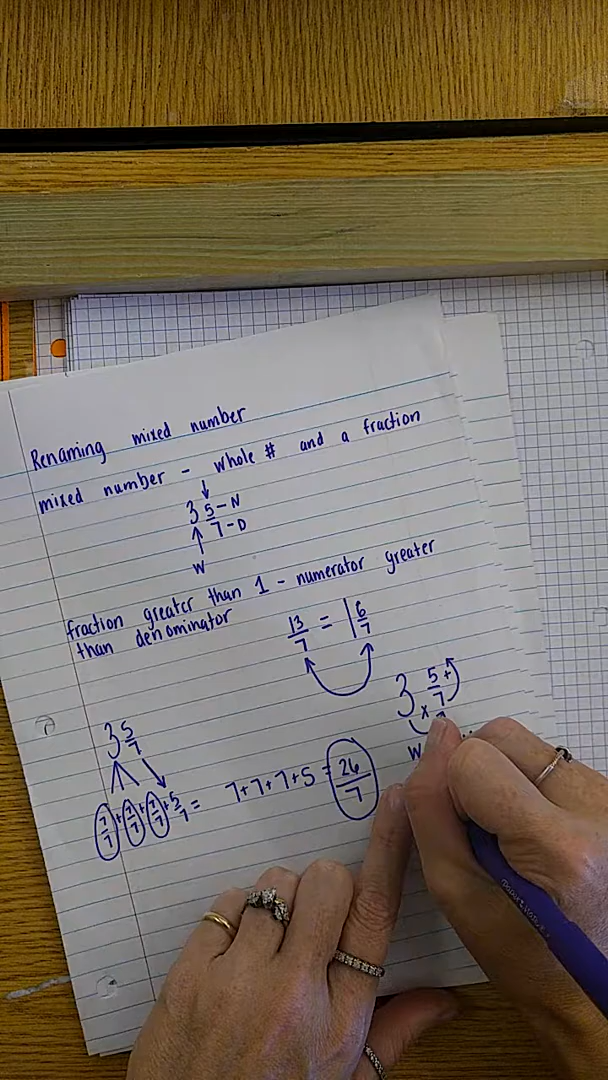 Renaming mixed number
mixed number - whole # and a fraction
3 5/7 - N - D
W
fraction greater than 1 - numerator greater
than denominator
13/7 = 1 6/7
3 5/7 + x
W
3 5/7
7/7 + 7/7 + 7/7 + 5/7 = 7+7+7+5 = 26/7